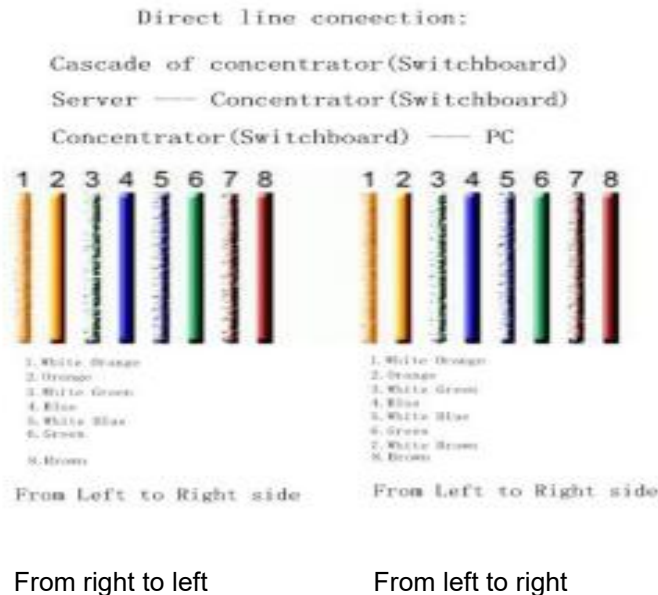 Direct line coneection:
Cascade of concentrator(Switchboard)
Server —— Concentrator(Switchboard)
Concentrator(Switchboard) —— PC
1 2 3 4 5 6 7 8
1 2 3 4 5 6 7 8
1. White Orange
2. Orange
3. White Green
4. Blue
5. White Blue
6. Green
8. Brown
From Left to Right side
1. White Orange
2. Orange
3. White Green
4. Blue
5. White Blue
6. Green
7. White Brown
8. Brown
From Left to Right side
From right to left
From left to right